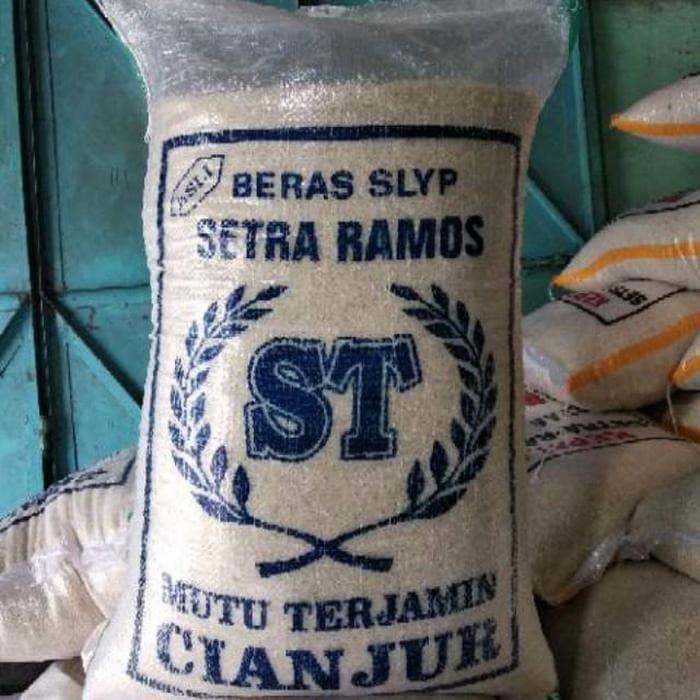 ASLI
BERAS SLYP
SETRA RAMOS
ST
MUTU TERJAMIN
CIANJUR